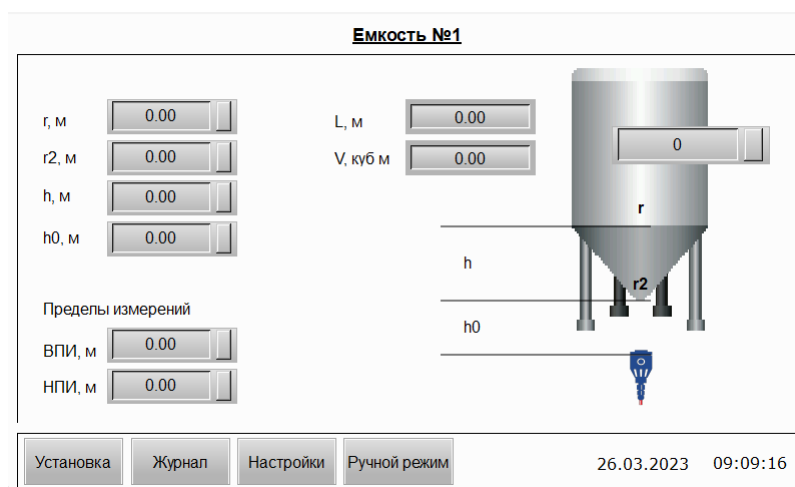 Емкость №1
r, м 0.00
r2, м 0.00
h, м 0.00
h0, м 0.00
L, м 0.00
V, куб м 0.00
0
r
h
r2
h0
Пределы измерений
ВПИ, м 0.00
НПИ, м 0.00
Установка Журнал Настройки Ручной режим 26.03.2023 09:09:16